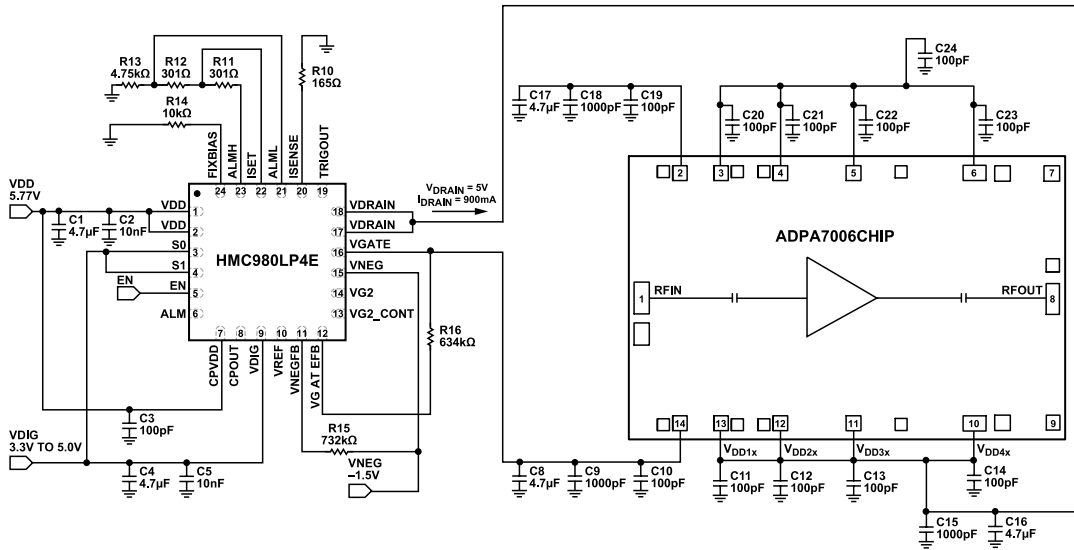 R13
4.75kΩ
R12
301Ω
R11
301Ω
R14
10kΩ
R10
165Ω
FIXBIAS
ALMH
ISET
ALML
ISENSE
TRIGOUT
24
23
22
21
20
19
VDD
5.77V
C1
4.7µF
C2
10nF
VDD
1
VDD
2
S0
3
S1
4
EN
EN
5
ALM
6
HMC980LP4E
18
VDRAIN
17
VDRAIN
16
VGATE
15
VNEG
14
VG2
13
VG2_CONT
VDRAIN = 5V
IDRAIN = 900mA
7
8
9
10
11
12
CPVDD
CPOUT
VDIG
VREF
VNEGFB
VG AT EFB
R16
634kΩ
C3
100pF
R15
732kΩ
VDIG
3.3V TO 5.0V
C4
4.7µF
C5
10nF
VNEG
–1.5V
C17
4.7µF
C18
1000pF
C19
100pF
C24
100pF
C20
100pF
C21
100pF
C22
100pF
C23
100pF
2
3
4
5
6
7
ADPA7006CHIP
1
RFIN
RFOUT
8
14
13
12
11
10
9
VDD1x
VDD2x
VDD3x
VDD4x
C8
4.7µF
C9
1000pF
C10
100pF
C11
100pF
C12
100pF
C13
100pF
C14
100pF
C15
1000pF
C16
4.7µF